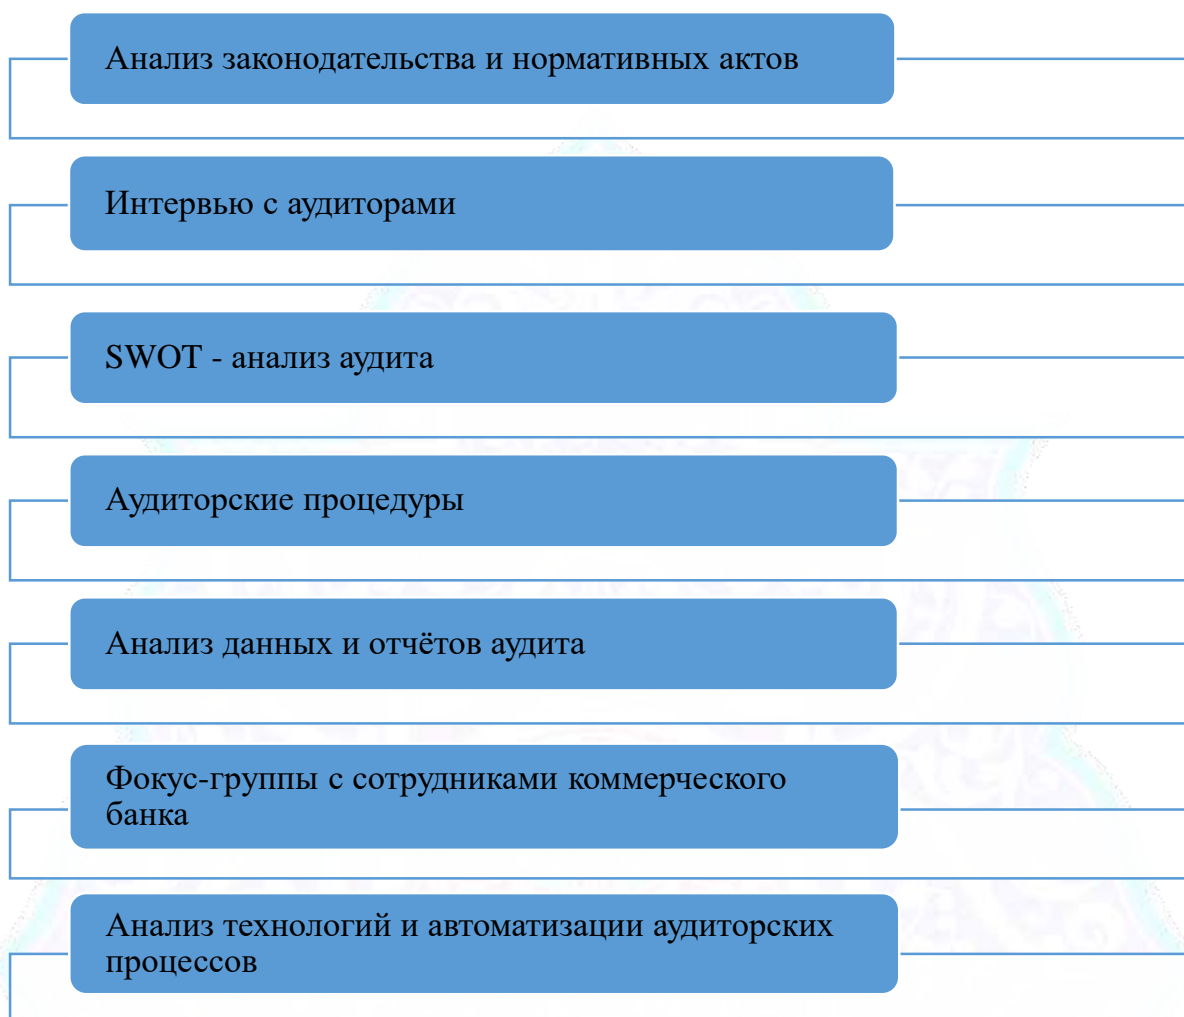 Анализ законодательства и нормативных актов
Интервью с аудиторами
SWOT - анализ аудита
Аудиторские процедуры
Анализ данных и отчётов аудита
Фокус-группы с сотрудниками коммерческого
банка
Анализ технологий и автоматизации аудиторских
процессов